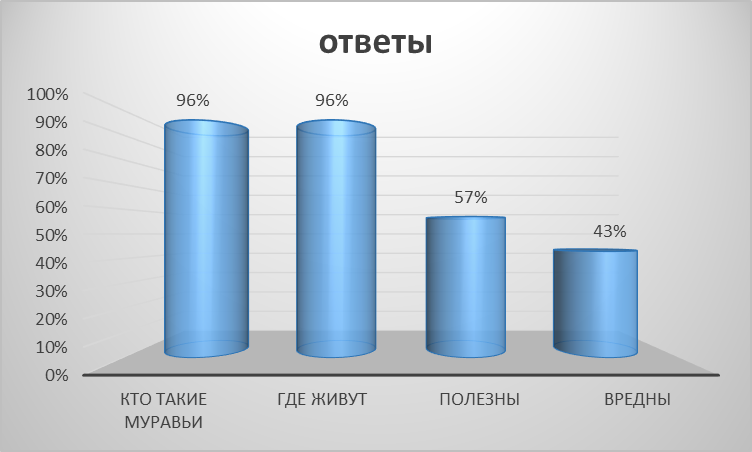 ответы
100%
90%
80%
70%
60%
50%
40%
30%
20%
10%
0%
96%
96%
57%
43%
КТО ТАКИЕ
МУРАВЬИ
ГДЕ ЖИВУТ
ПОЛЕЗНЫ
ВРЕДНЫ